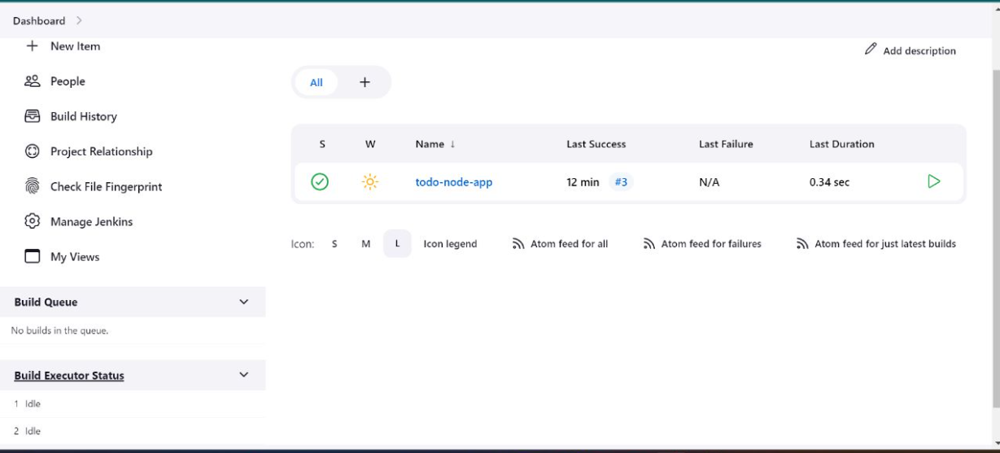 Dashboard
New Item
People
Build History
Project Relationship
Check File Fingerprint
Manage Jenkins
My Views
Build Queue
No builds in the queue.
Build Executor Status
1 Idle
2 Idle
Add description
All +
S W Name ↓ Last Success Last Failure Last Duration
todo-node-app 12 min #3 N/A 0.34 sec
Icon: S M L Icon legend Atom feed for all Atom feed for failures Atom feed for just latest builds